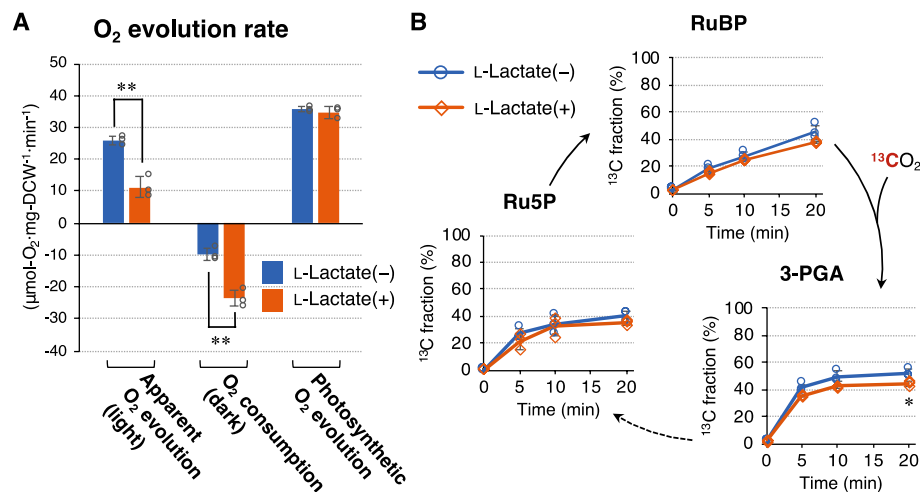 A
O₂ evolution rate
(µmol-O₂·mg-DCW⁻¹·min⁻¹)
50
40
30
20
10
0
-10
-20
-30
-40
**
**
L-Lactate(−)
L-Lactate(+)
Apparent
O₂ evolution
(light)
O₂ consumption
(dark)
Photosynthetic
O₂ evolution
B
L-Lactate(−)
L-Lactate(+)
RuBP
¹³C fraction (%)
100
80
60
40
20
0
0 5 10 20
Time (min)
¹³CO₂
Ru5P
¹³C fraction (%)
100
80
60
40
20
0
0 5 10 20
Time (min)
3-PGA
¹³C fraction (%)
100
80
60
40
20
0
*
0 5 10 20
Time (min)